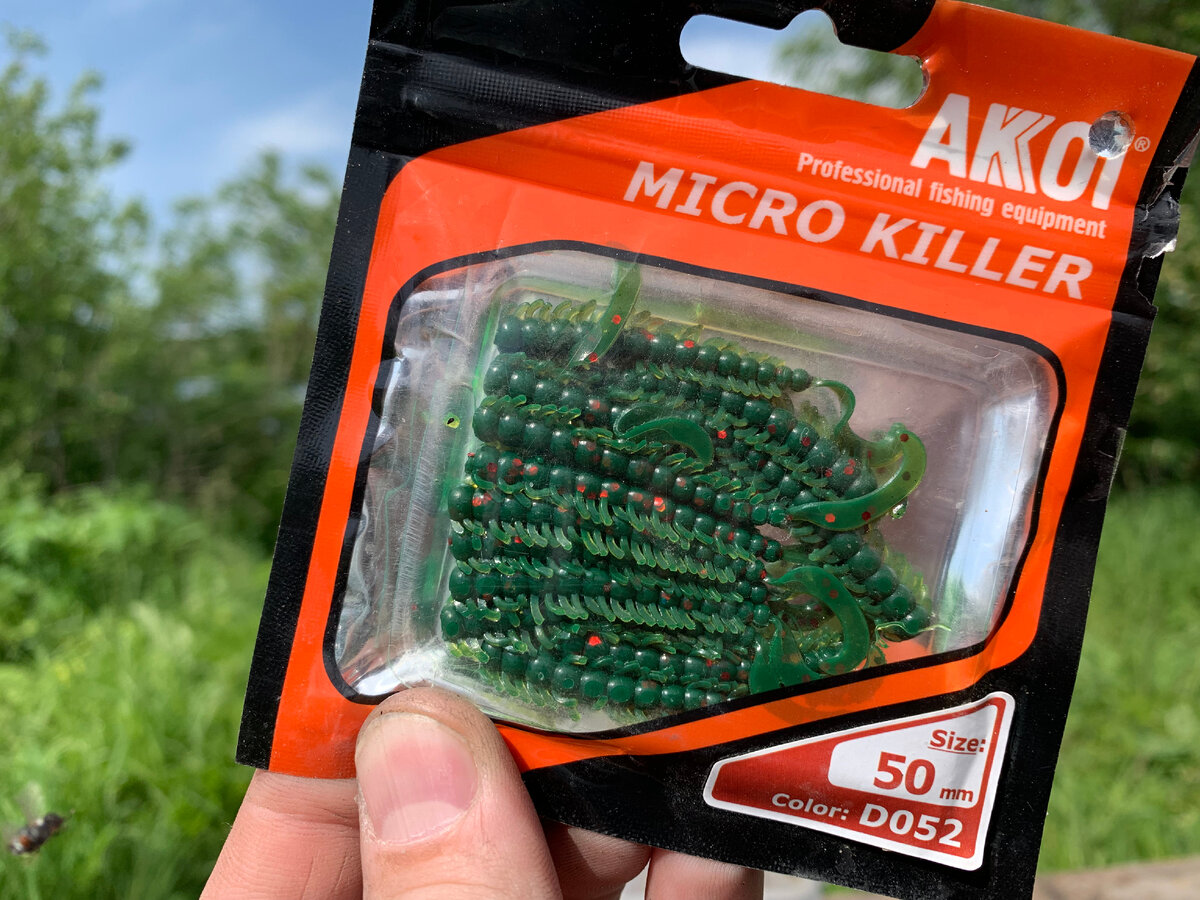 AKKOI®
Professional fishing equipment
MICRO KILLER
Size:
50 mm
Color: D052